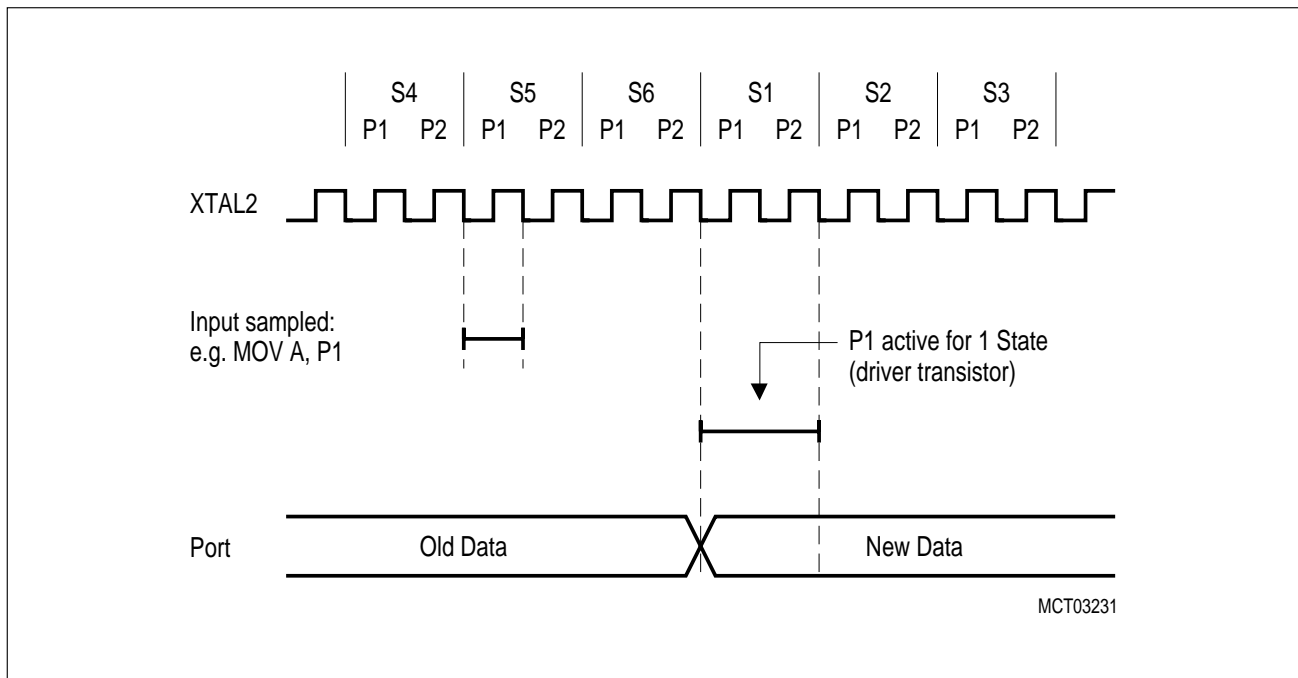 S4 S5 S6 S1 S2 S3
P1 P2 P1 P2 P1 P2 P1 P2 P1 P2 P1 P2
XTAL2
Input sampled:
e.g. MOV A, P1
P1 active for 1 State
(driver transistor)
Port Old Data New Data
MCT03231